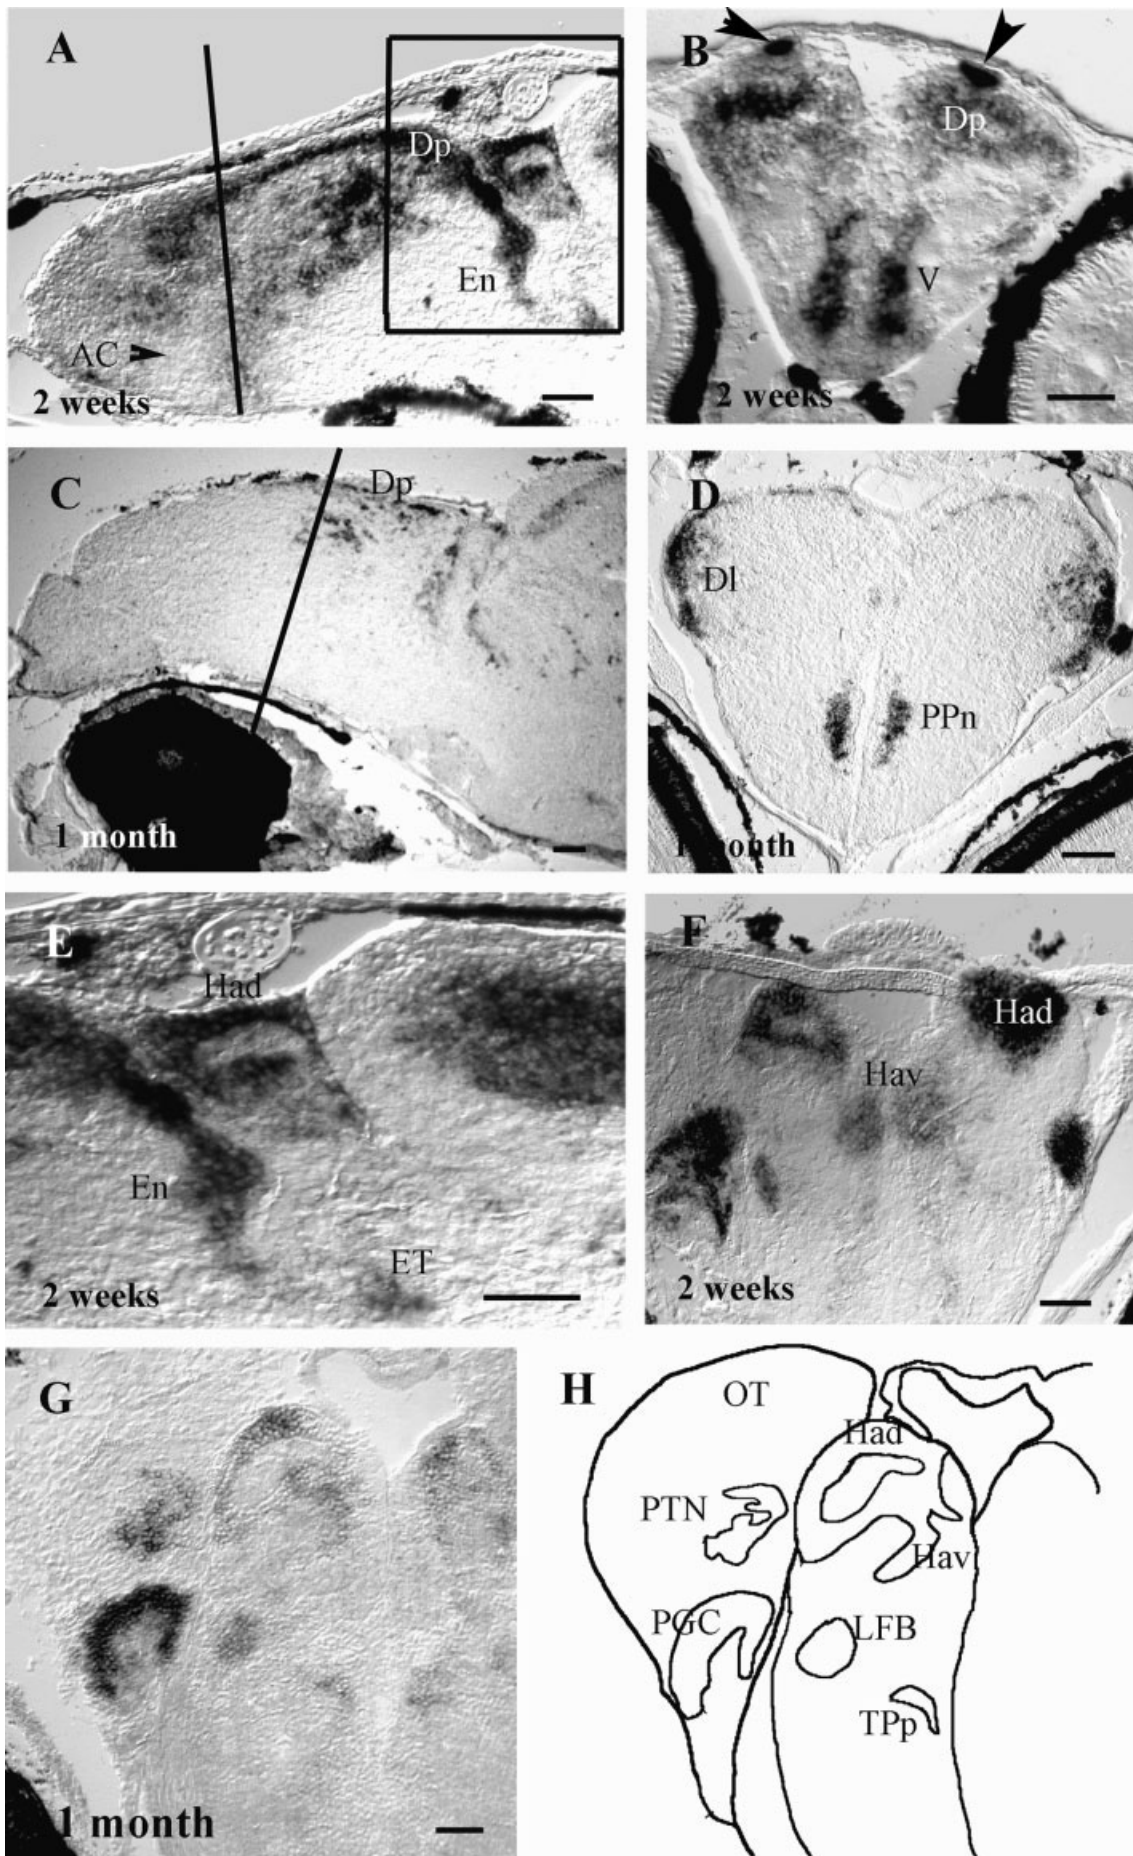 A
Dp
En
AC
2 weeks
B
Dp
V
2 weeks
C
Dp
1 month
D
Dl
PPn
1 month
E
Had
En
ET
2 weeks
F
Had
Hav
2 weeks
G
1 month
H
OT
Had
PTN
Hav
PGC
LFB
TPp